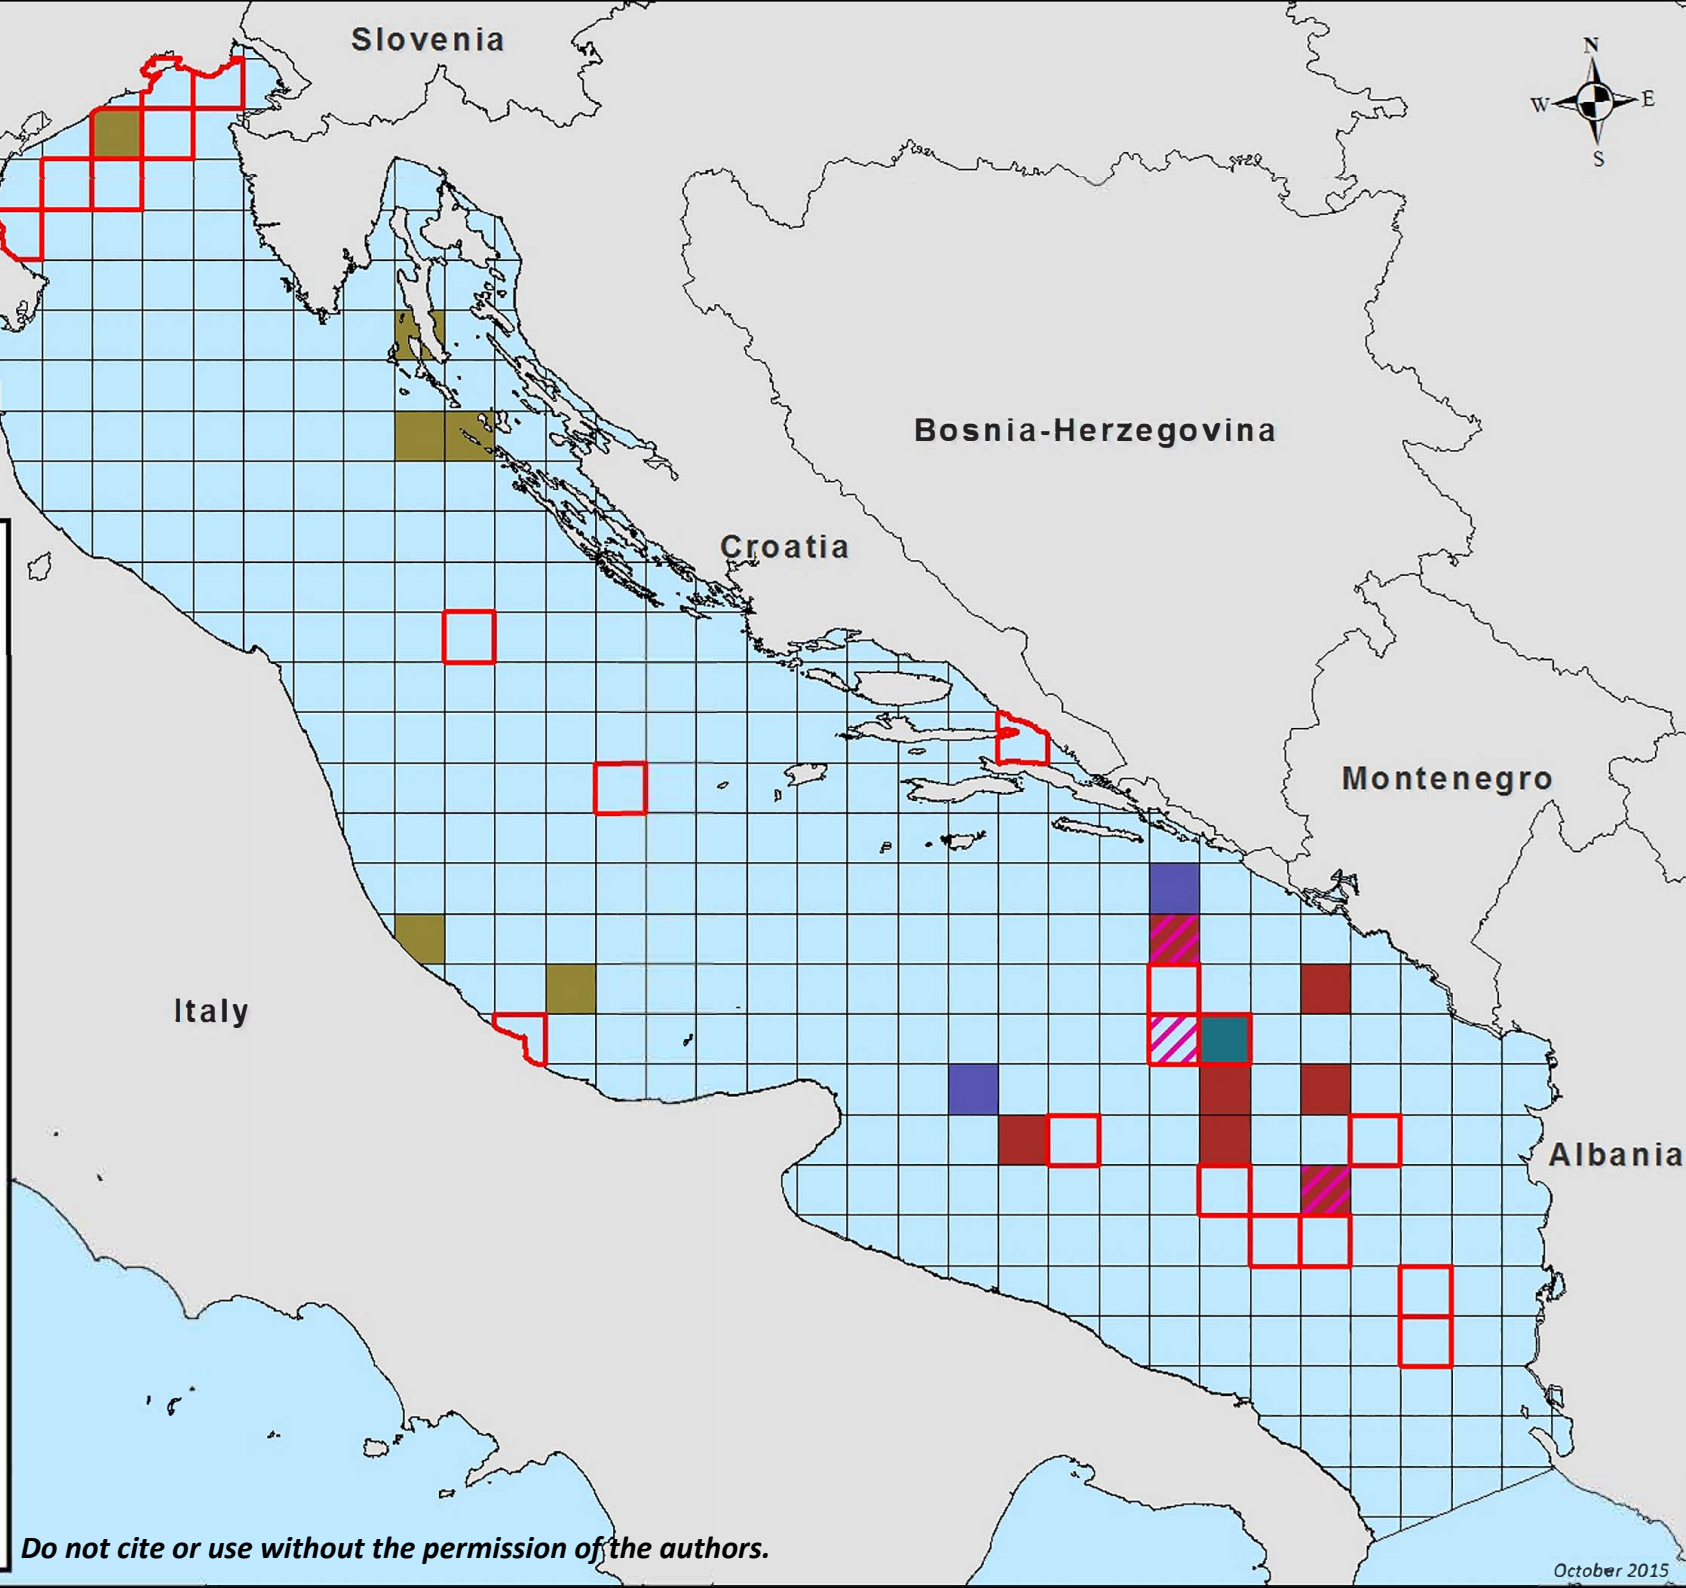 Slovenia
N
W
E
S
Bosnia-Herzegovina
Croatia
Montenegro
Italy
Albania
Do not cite or use without the permission of the authors.
October 2015